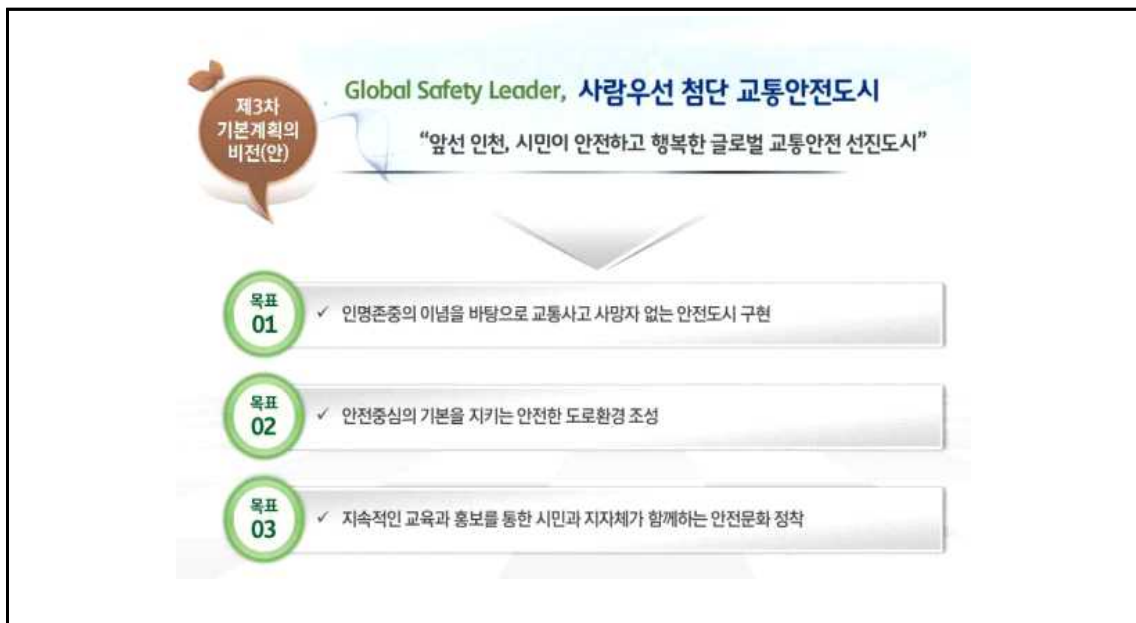 제3차
기본계획의
비전(안)
Global Safety Leader, 사람우선 첨단 교통안전도시
“앞선 인천, 시민이 안전하고 행복한 글로벌 교통안전 선진도시”
목표
01
✓ 인명존중의 이념을 바탕으로 교통사고 사망자 없는 안전도시 구현
목표
02
✓ 안전중심의 기본을 지키는 안전한 도로환경 조성
목표
03
✓ 지속적인 교육과 홍보를 통한 시민과 지자체가 함께하는 안전문화 정착